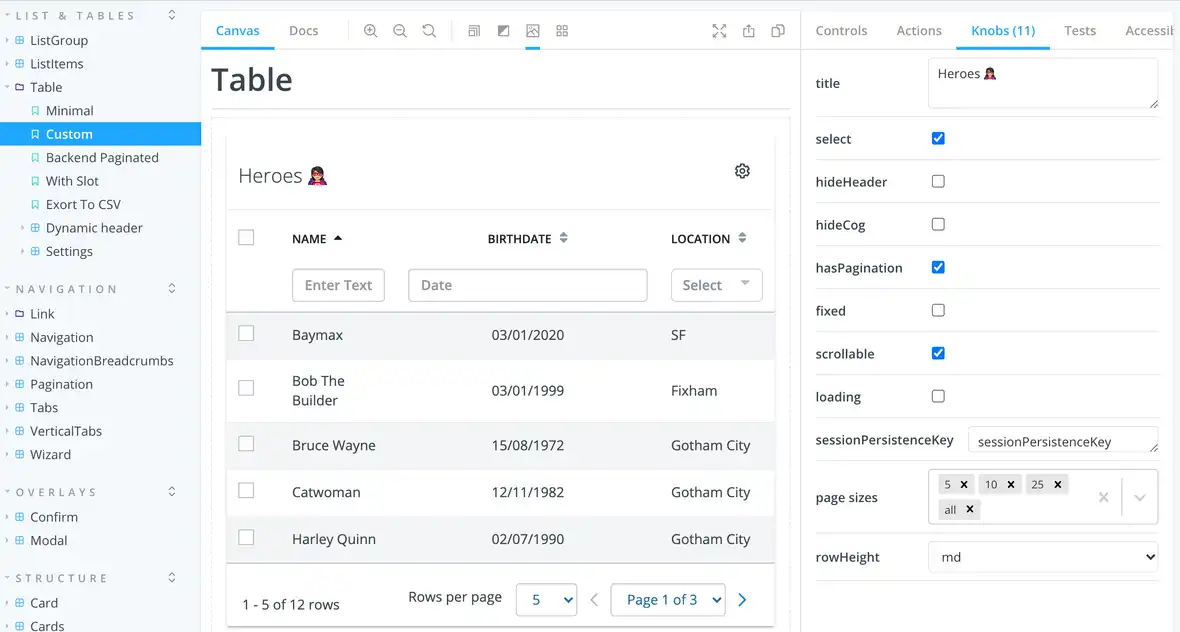 LIST & TABLES
ListGroup
ListItems
Table
Minimal
Custom
Backend Paginated
With Slot
Exort To CSV
Dynamic header
Settings
NAVIGATION
Link
Navigation
NavigationBreadcrumbs
Pagination
Tabs
VerticalTabs
Wizard
OVERLAYS
Confirm
Modal
STRUCTURE
Card
Cards
Canvas Docs
Table
Heroes
NAME BIRTHDATE LOCATION
Enter Text Date Select
Baymax 03/01/2020 SF
Bob The
Builder 03/01/1999 Fixham
Bruce Wayne 15/08/1972 Gotham City
Catwoman 12/11/1982 Gotham City
Harley Quinn 02/07/1990 Gotham City
1 - 5 of 12 rows Rows per page 5 Page 1 of 3
Controls Actions Knobs (11) Tests Accessib
title Heroes
select
hideHeader
hideCog
hasPagination
fixed
scrollable
loading
sessionPersistenceKey sessionPersistenceKey
page sizes 5 10 25
all
rowHeight md